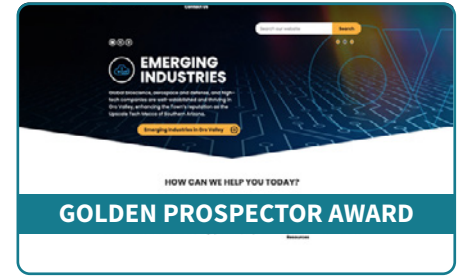 Contact Us
Search our website
Search
EMERGING
INDUSTRIES
Global bioscience, aerospace and defense, and high-
tech companies are well-established and thriving in
Oro Valley, enhancing the Town's reputation as the
Upscale Tech Mecca of Southern Arizona.
Emerging Industries in Oro Valley
HOW CAN WE HELP YOU TODAY?
GOLDEN PROSPECTOR AWARD
Resources